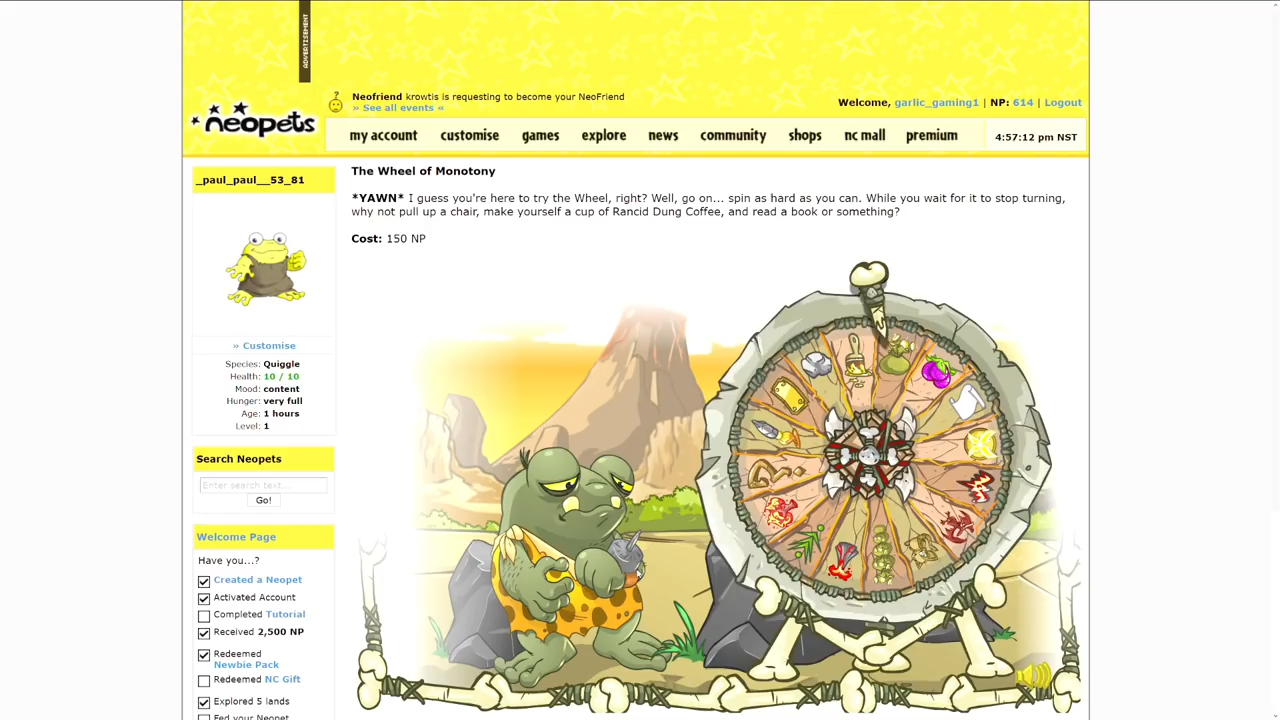 ADVERTISEMENT
Neofriend krowtis is requesting to become your NeoFriend
» See all events «
Welcome, garlic_gaming1 | NP: 614 | Logout
neopets
my account customise games explore news community shops nc mall premium
4:57:12 pm NST
_paul_paul__53_81
» Customise
Species: Quiggle
Health: 10 / 10
Mood: content
Hunger: very full
Age: 1 hours
Level: 1
Search Neopets
Enter search text...
Go!
Welcome Page
Have you...?
Created a Neopet
Activated Account
Completed Tutorial
Received 2,500 NP
Redeemed
Newbie Pack
Redeemed NC Gift
Explored 5 lands
Fed your Neopet
The Wheel of Monotony
*YAWN* I guess you're here to try the Wheel, right? Well, go on... spin as hard as you can. While you wait for it to stop turning,
why not pull up a chair, make yourself a cup of Rancid Dung Coffee, and read a book or something?
Cost: 150 NP